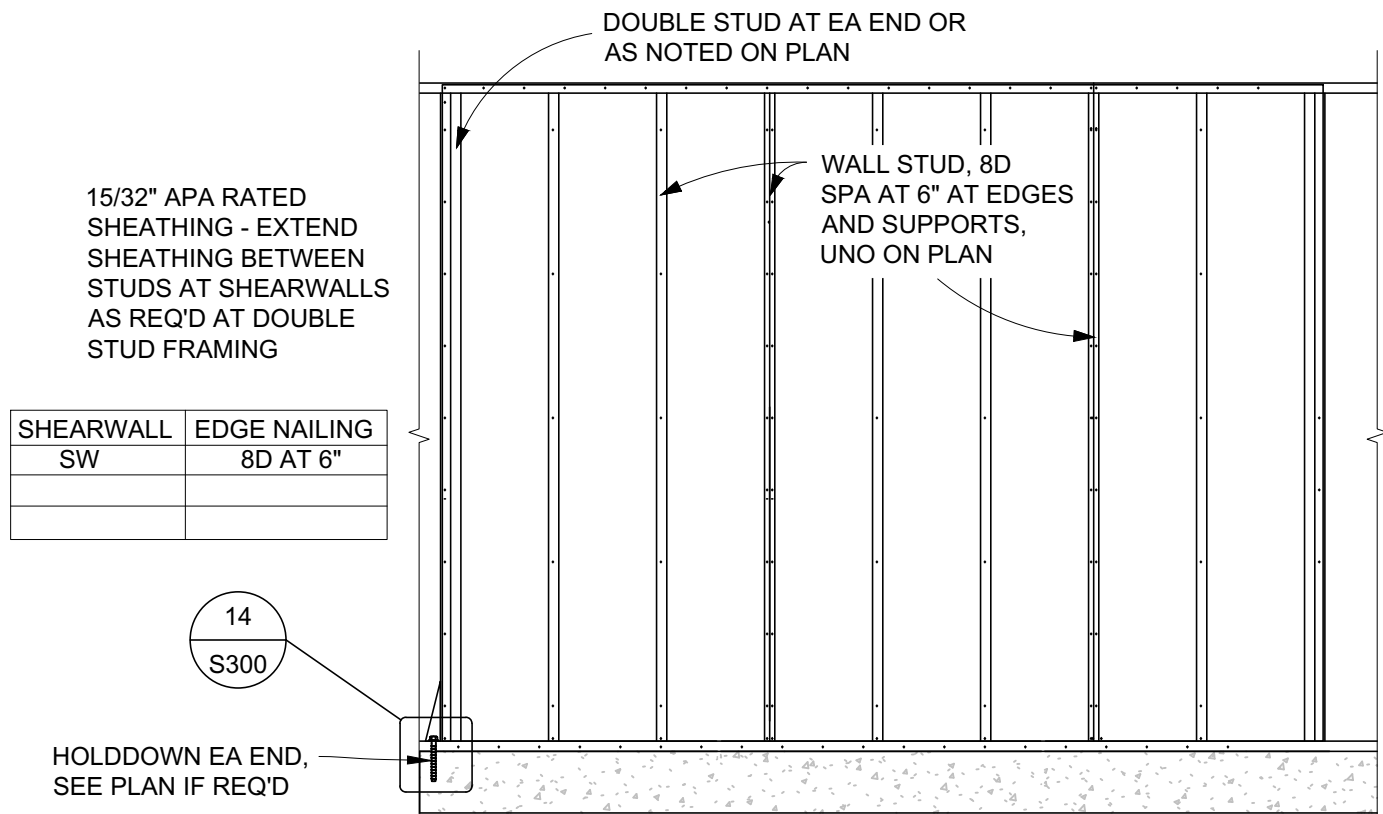 DOUBLE STUD AT EA END OR
AS NOTED ON PLAN
WALL STUD, 8D
SPA AT 6" AT EDGES
AND SUPPORTS,
UNO ON PLAN
15/32" APA RATED
SHEATHING - EXTEND
SHEATHING BETWEEN
STUDS AT SHEARWALLS
AS REQ'D AT DOUBLE
STUD FRAMING
SHEARWALL EDGE NAILING
SW 8D AT 6"
14
S300
HOLDDOWN EA END,
SEE PLAN IF REQ'D